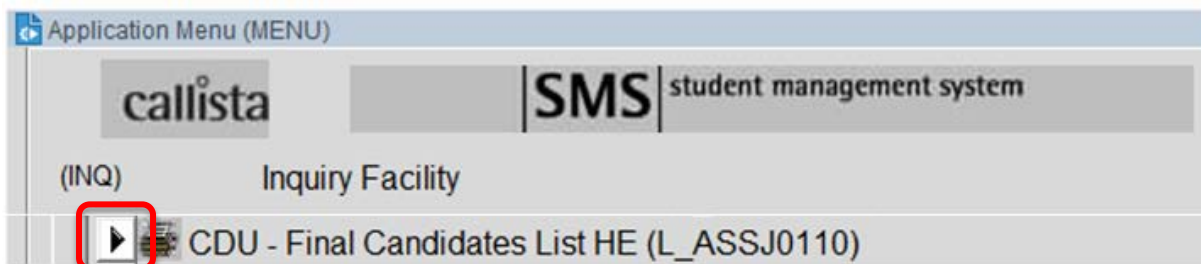 Application Menu (MENU)
callista SMS student management system
(INQ) Inquiry Facility
CDU - Final Candidates List HE (L_ASSJ0110)